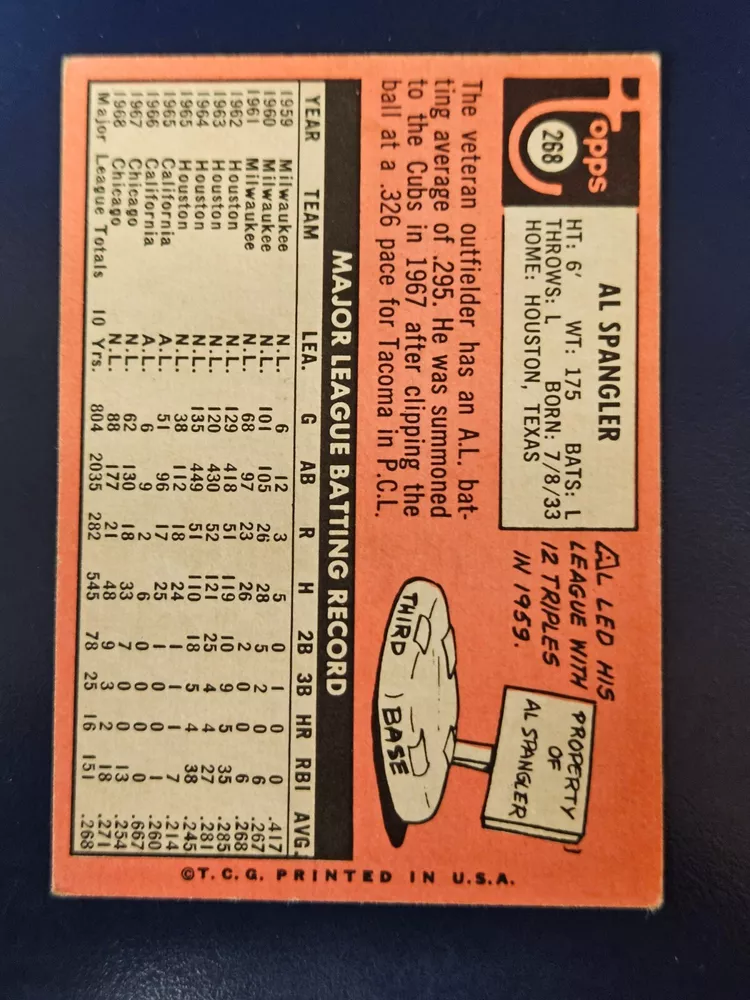 Topps
268
AL SPANGLER
HT: 6' WT: 175 BATS: L
THROWS: L BORN: 7/8/33
HOME: HOUSTON, TEXAS
The veteran outfielder has an A.L. bat-
ting average of .295. He was summoned
to the Cubs in 1967 after clipping the
ball at a .326 pace for Tacoma in P.C.L.
AL LED HIS
LEAGUE WITH
12 TRIPLES
IN 1959.
PROPERTY
OF
AL SPANGLER
THIRD BASE
MAJOR LEAGUE BATTING RECORD
YEAR TEAM LEA. G AB R H 2B 3B HR RBI AVG.
1959 Milwaukee N.L. 6 12 3 5 0 1 0 0 .417
1960 Milwaukee N.L. 101 105 26 28 5 2 0 6 .267
1961 Milwaukee N.L. 68 97 23 26 2 0 0 6 .268
1962 Houston N.L. 129 418 51 119 10 9 5 35 .285
1963 Houston N.L. 120 430 52 121 25 4 4 27 .281
1964 Houston N.L. 135 449 51 110 18 5 4 38 .245
1965 Houston N.L. 38 112 18 24 1 1 1 7 .214
1965 California A.L. 51 96 17 25 1 0 0 1 .260
1966 California A.L. 6 9 2 6 0 0 0 0 .667
1967 Chicago N.L. 62 130 18 33 7 0 0 13 .254
1968 Chicago N.L. 88 177 21 48 9 3 2 18 .271
Major League Totals 10 Yrs. 804 2035 282 545 78 25 16 151 .268
©T.C.G. PRINTED IN U.S.A.